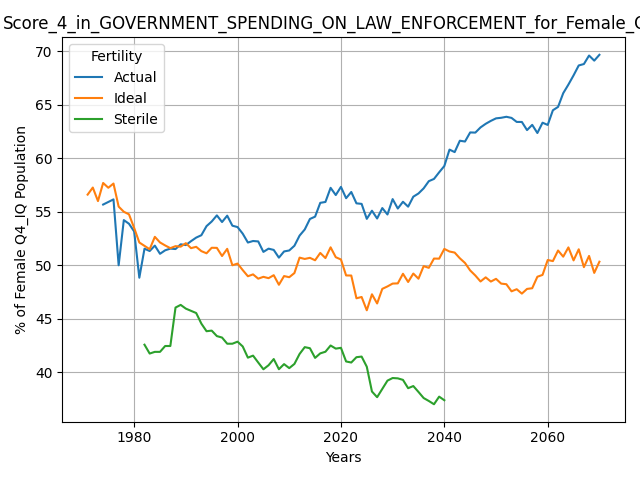 Score_4_in_GOVERNMENT_SPENDING_ON_LAW_ENFORCEMENT_for_Female_
Fertility
Actual
Ideal
Sterile
% of Female Q4_IQ Population
70
65
60
55
50
45
40
1980
2000
2020
2040
2060
Years